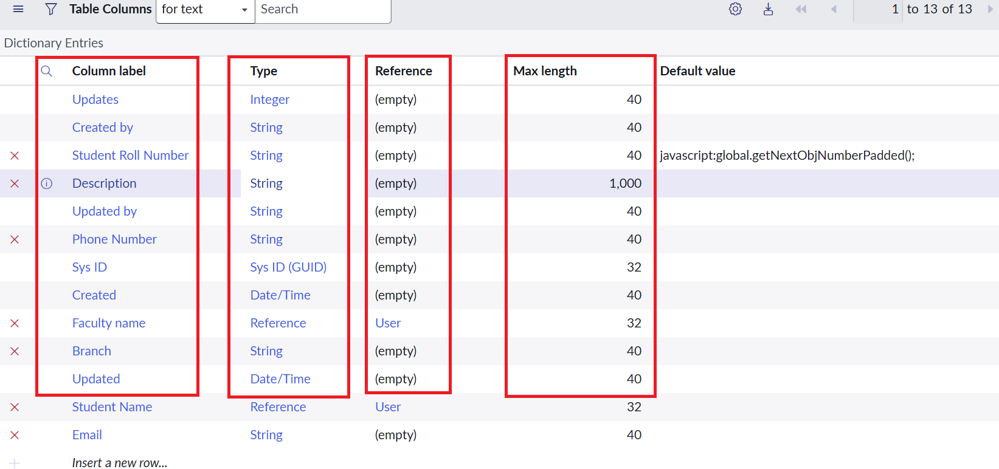 Table Columns for text Search 1 to 13 of 13
Dictionary Entries
Column label Type Reference Max length Default value
Updates Integer (empty) 40
Created by String (empty) 40
Student Roll Number String (empty) 40 javascript:global.getNextObjNumberPadded();
Description String (empty) 1,000
Updated by String (empty) 40
Phone Number String (empty) 40
Sys ID Sys ID (GUID) (empty) 32
Created Date/Time (empty) 40
Faculty name Reference User 32
Branch String (empty) 40
Updated Date/Time (empty) 40
Student Name Reference User 32
Email String (empty) 40
Insert a new row...